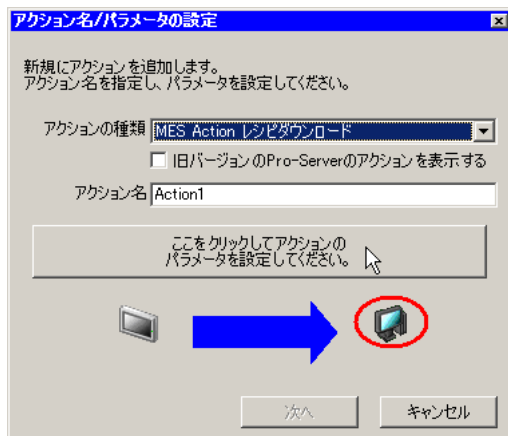 アクション名/パラメータの設定
新規にアクションを追加します。
アクション名を指定し、パラメータを設定してください。
アクションの種類 MES Action レシピダウンロード
旧バージョンのPro-Serverのアクションを表示する
アクション名 Action1
ここをクリックしてアクションの
パラメータを設定してください。
次へ キャンセル